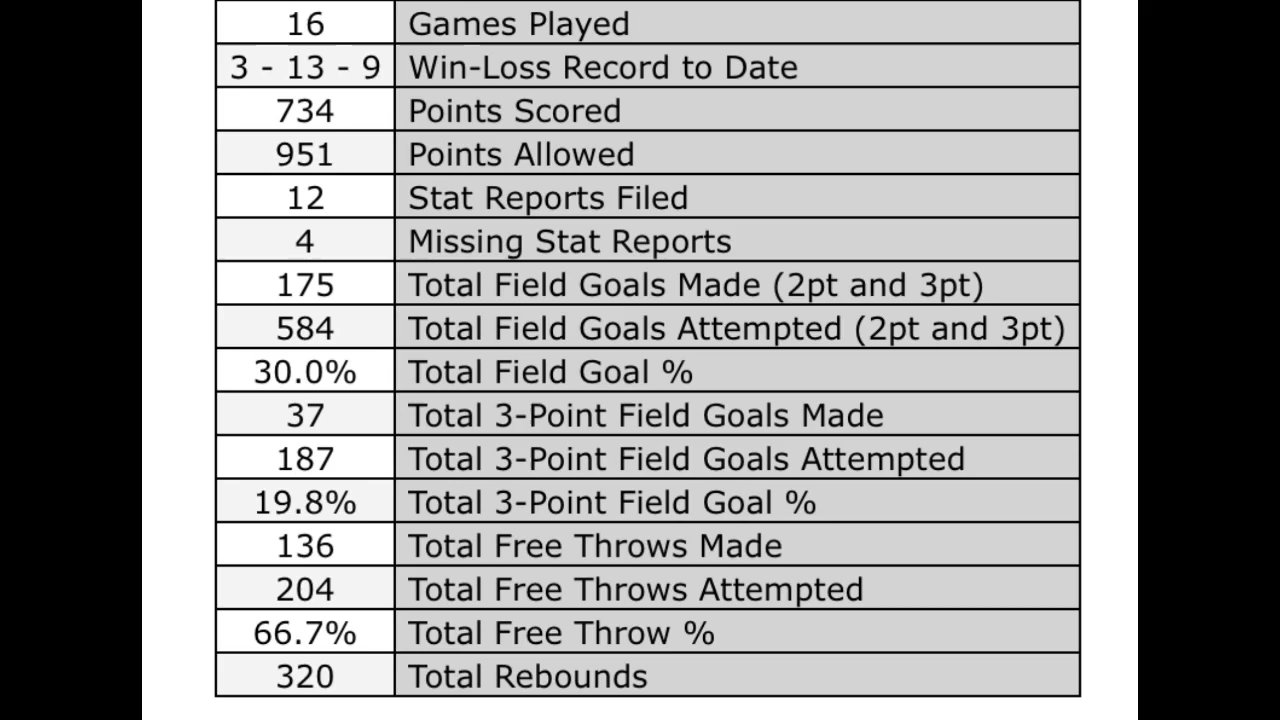 16 Games Played
3 - 13 - 9 Win-Loss Record to Date
734 Points Scored
951 Points Allowed
12 Stat Reports Filed
4 Missing Stat Reports
175 Total Field Goals Made (2pt and 3pt)
584 Total Field Goals Attempted (2pt and 3pt)
30.0% Total Field Goal %
37 Total 3-Point Field Goals Made
187 Total 3-Point Field Goals Attempted
19.8% Total 3-Point Field Goal %
136 Total Free Throws Made
204 Total Free Throws Attempted
66.7% Total Free Throw %
320 Total Rebounds